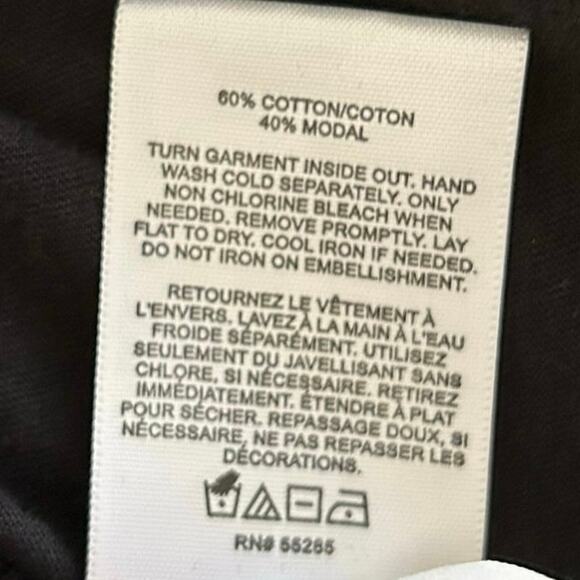 60% COTTON/COTON
40% MODAL
TURN GARMENT INSIDE OUT. HAND
WASH COLD SEPARATELY. ONLY
NON CHLORINE BLEACH WHEN
NEEDED. REMOVE PROMPTLY. LAY
FLAT TO DRY. COOL IRON IF NEEDED.
DO NOT IRON ON EMBELLISHMENT.
RETOURNEZ LE VÊTEMENT À
L'ENVERS. LAVEZ À LA MAIN À L'EAU
FROIDE SÉPARÉMENT. UTILISEZ
SEULEMENT DU JAVELLISANT SANS
CHLORE, SI NÉCESSAIRE. RETIREZ
IMMÉDIATEMENT. ÉTENDRE À PLAT
POUR SÉCHER. REPASSAGE DOUX, SI
NÉCESSAIRE, NE PAS REPASSER LES
DÉCORATIONS.
RN# 55285